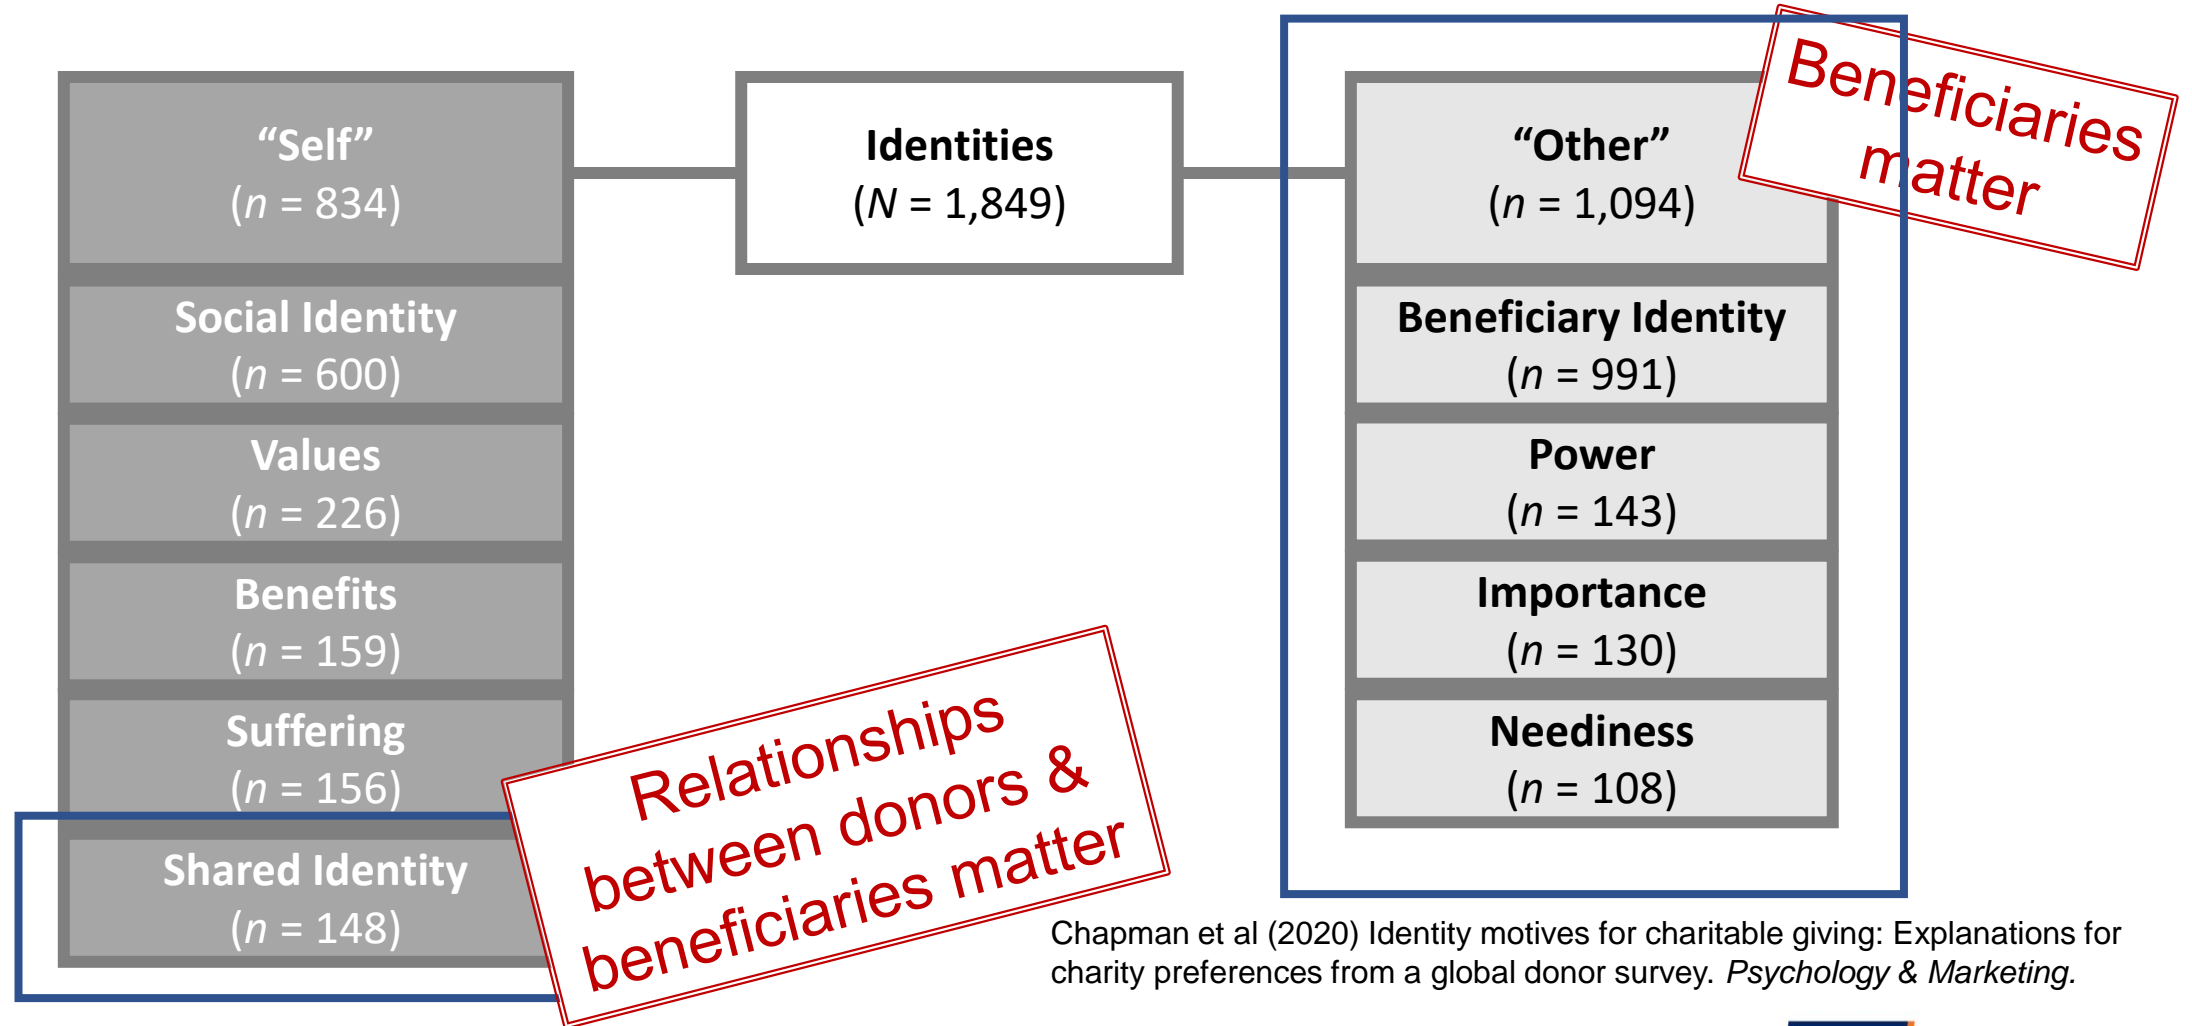 “Self”
(n = 834)
Social Identity
(n = 600)
Values
(n = 226)
Benefits
(n = 159)
Suffering
(n = 156)
Shared Identity
(n = 148)
Identities
(N = 1,849)
“Other”
(n = 1,094)
Beneficiary Identity
(n = 991)
Power
(n = 143)
Importance
(n = 130)
Neediness
(n = 108)
Beneficiaries
matter
Relationships
between donors &
beneficiaries matter
Chapman et al (2020) Identity motives for charitable giving: Explanations for
charity preferences from a global donor survey. Psychology & Marketing.